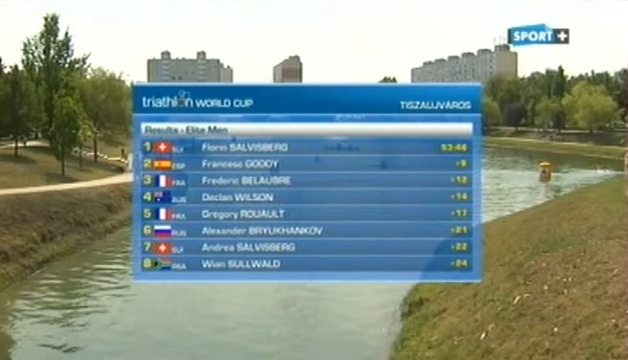 SPORT +
triathlon WORLD CUP TISZAUJVÁROS
Results - Elite Men
1 SUI Florin SALVISBERG 53:46
2 ESP Francesc GODOY +8
3 FRA Frederic BELAUBRE +12
4 AUS Declan WILSON +14
5 FRA Gregory ROUAULT +17
6 RUS Alexander BRYUKHANKOV +21
7 SUI Andrea SALVISBERG +22
8 RSA Wian SULLWALD +24